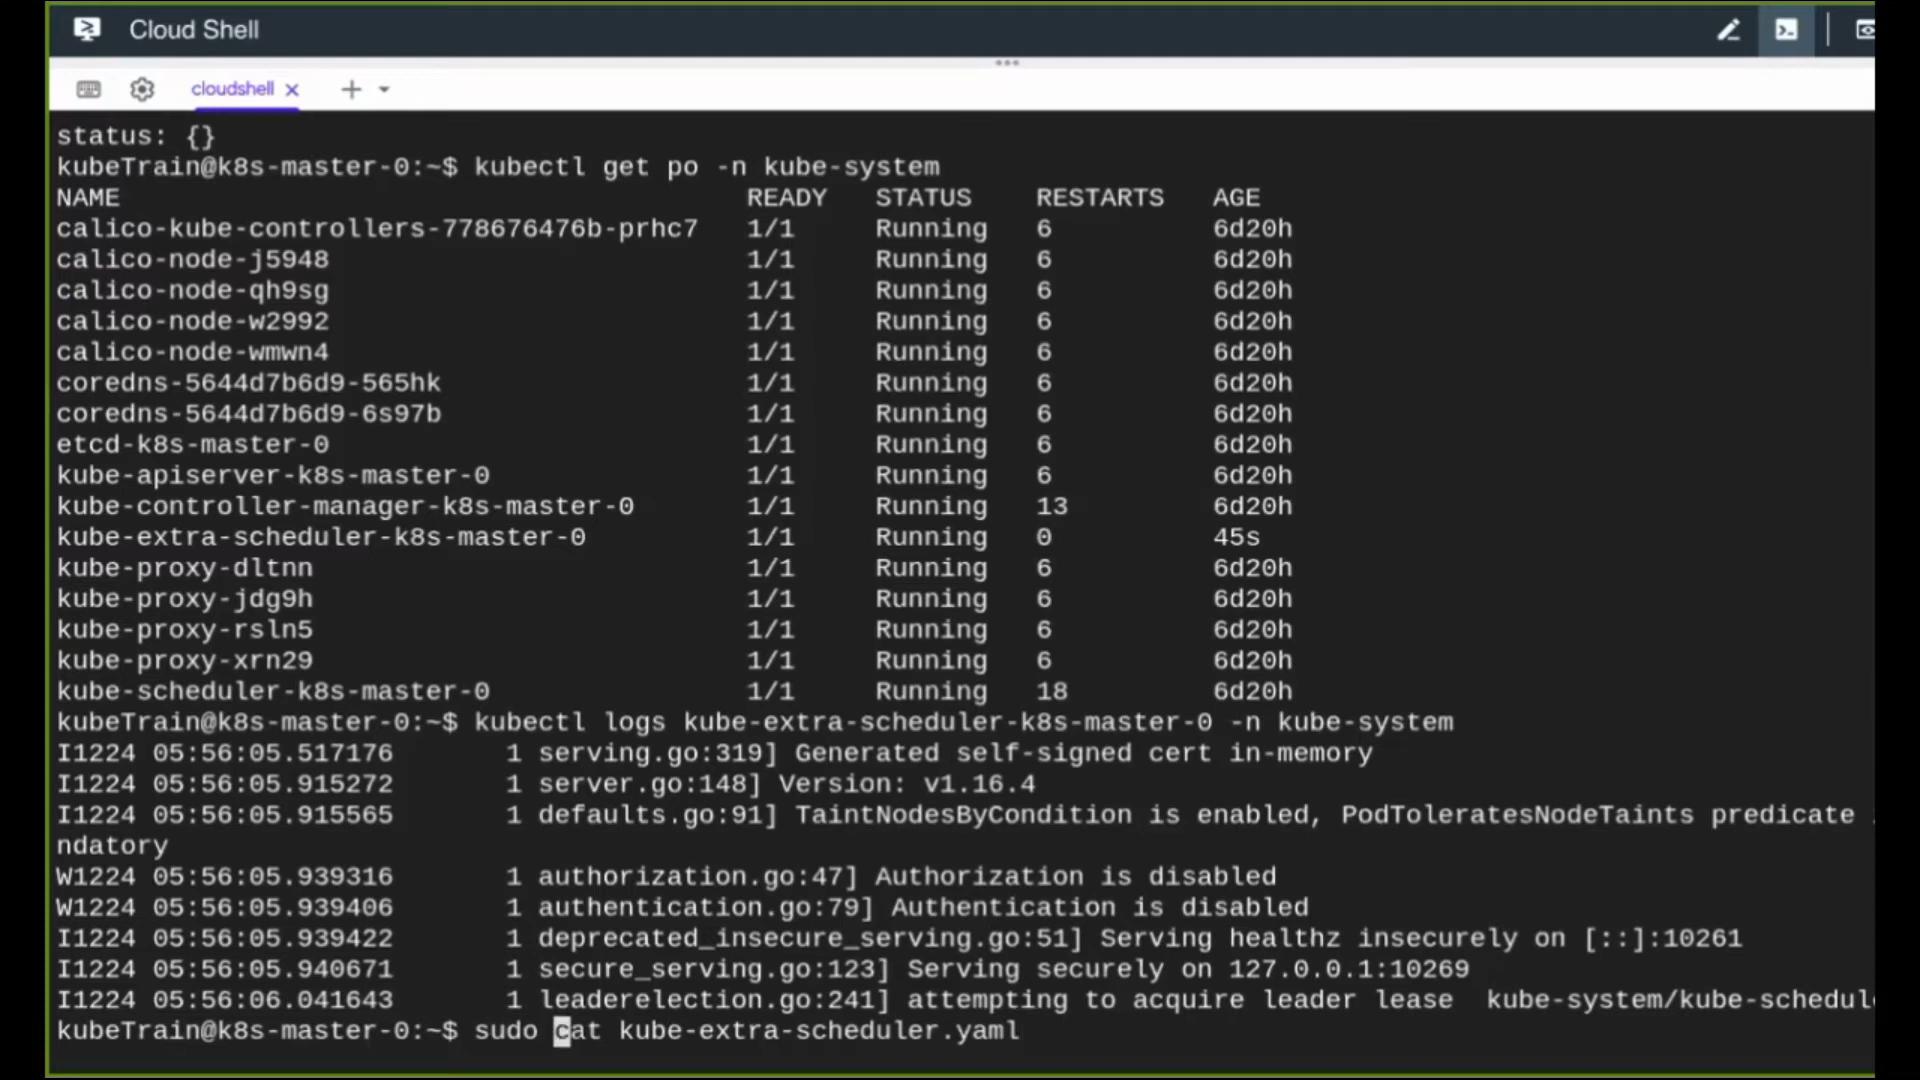 Cloud Shell
cloudshell
status: {}
kubeTrain@k8s-master-0:~$ kubectl get po -n kube-system
NAME READY STATUS RESTARTS AGE
calico-kube-controllers-778676476b-prhc7 1/1 Running 6 6d20h
calico-node-j5948 1/1 Running 6 6d20h
calico-node-qh9sg 1/1 Running 6 6d20h
calico-node-w2992 1/1 Running 6 6d20h
calico-node-wmwn4 1/1 Running 6 6d20h
coredns-5644d7b6d9-565hk 1/1 Running 6 6d20h
coredns-5644d7b6d9-6s97b 1/1 Running 6 6d20h
etcd-k8s-master-0 1/1 Running 6 6d20h
kube-apiserver-k8s-master-0 1/1 Running 6 6d20h
kube-controller-manager-k8s-master-0 1/1 Running 13 6d20h
kube-extra-scheduler-k8s-master-0 1/1 Running 0 45s
kube-proxy-dltnn 1/1 Running 6 6d20h
kube-proxy-jdg9h 1/1 Running 6 6d20h
kube-proxy-rsln5 1/1 Running 6 6d20h
kube-proxy-xrn29 1/1 Running 6 6d20h
kube-scheduler-k8s-master-0 1/1 Running 18 6d20h
kubeTrain@k8s-master-0:~$ kubectl logs kube-extra-scheduler-k8s-master-0 -n kube-system
I1224 05:56:05.517176 1 serving.go:319] Generated self-signed cert in-memory
I1224 05:56:05.915272 1 server.go:148] Version: v1.16.4
I1224 05:56:05.915565 1 defaults.go:91] TaintNodesByCondition is enabled, PodToleratesNodeTaints predicate
ndatory
W1224 05:56:05.939316 1 authorization.go:47] Authorization is disabled
W1224 05:56:05.939406 1 authentication.go:79] Authentication is disabled
I1224 05:56:05.939422 1 deprecated_insecure_serving.go:51] Serving healthz insecurely on [::]:10261
I1224 05:56:05.940671 1 secure_serving.go:123] Serving securely on 127.0.0.1:10269
I1224 05:56:06.041643 1 leaderelection.go:241] attempting to acquire leader lease kube-system/kube-schedul
kubeTrain@k8s-master-0:~$ sudo cat kube-extra-scheduler.yaml